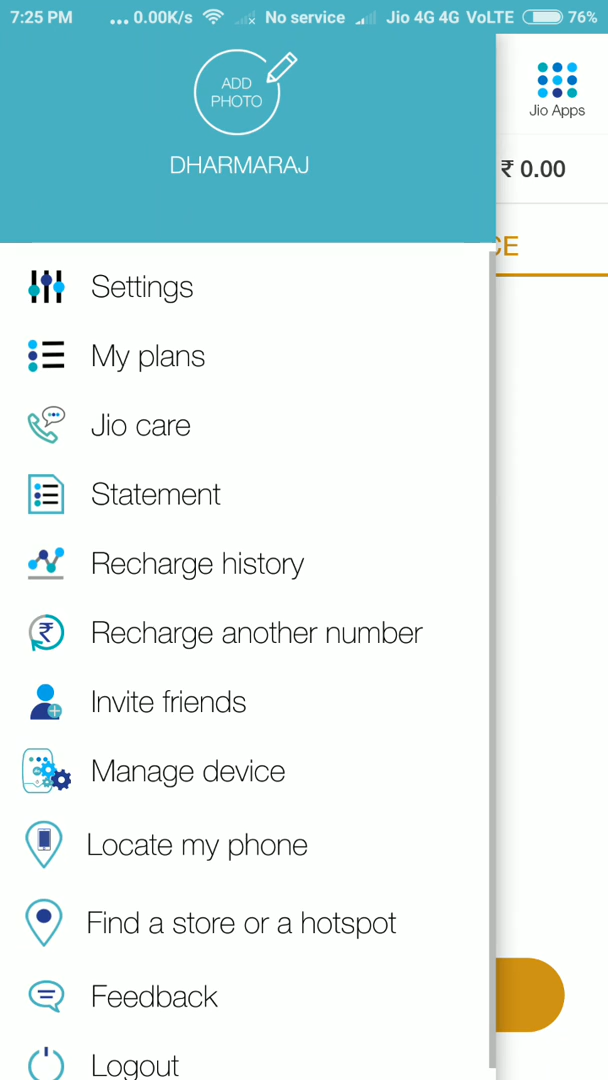 7:25 PM ... 0.00K/s No service Jio 4G 4G VoLTE 76%
ADD
PHOTO
DHARMARAJ
Jio Apps
₹ 0.00
CE
Settings
My plans
Jio care
Statement
Recharge history
Recharge another number
Invite friends
Manage device
Locate my phone
Find a store or a hotspot
Feedback
Logout